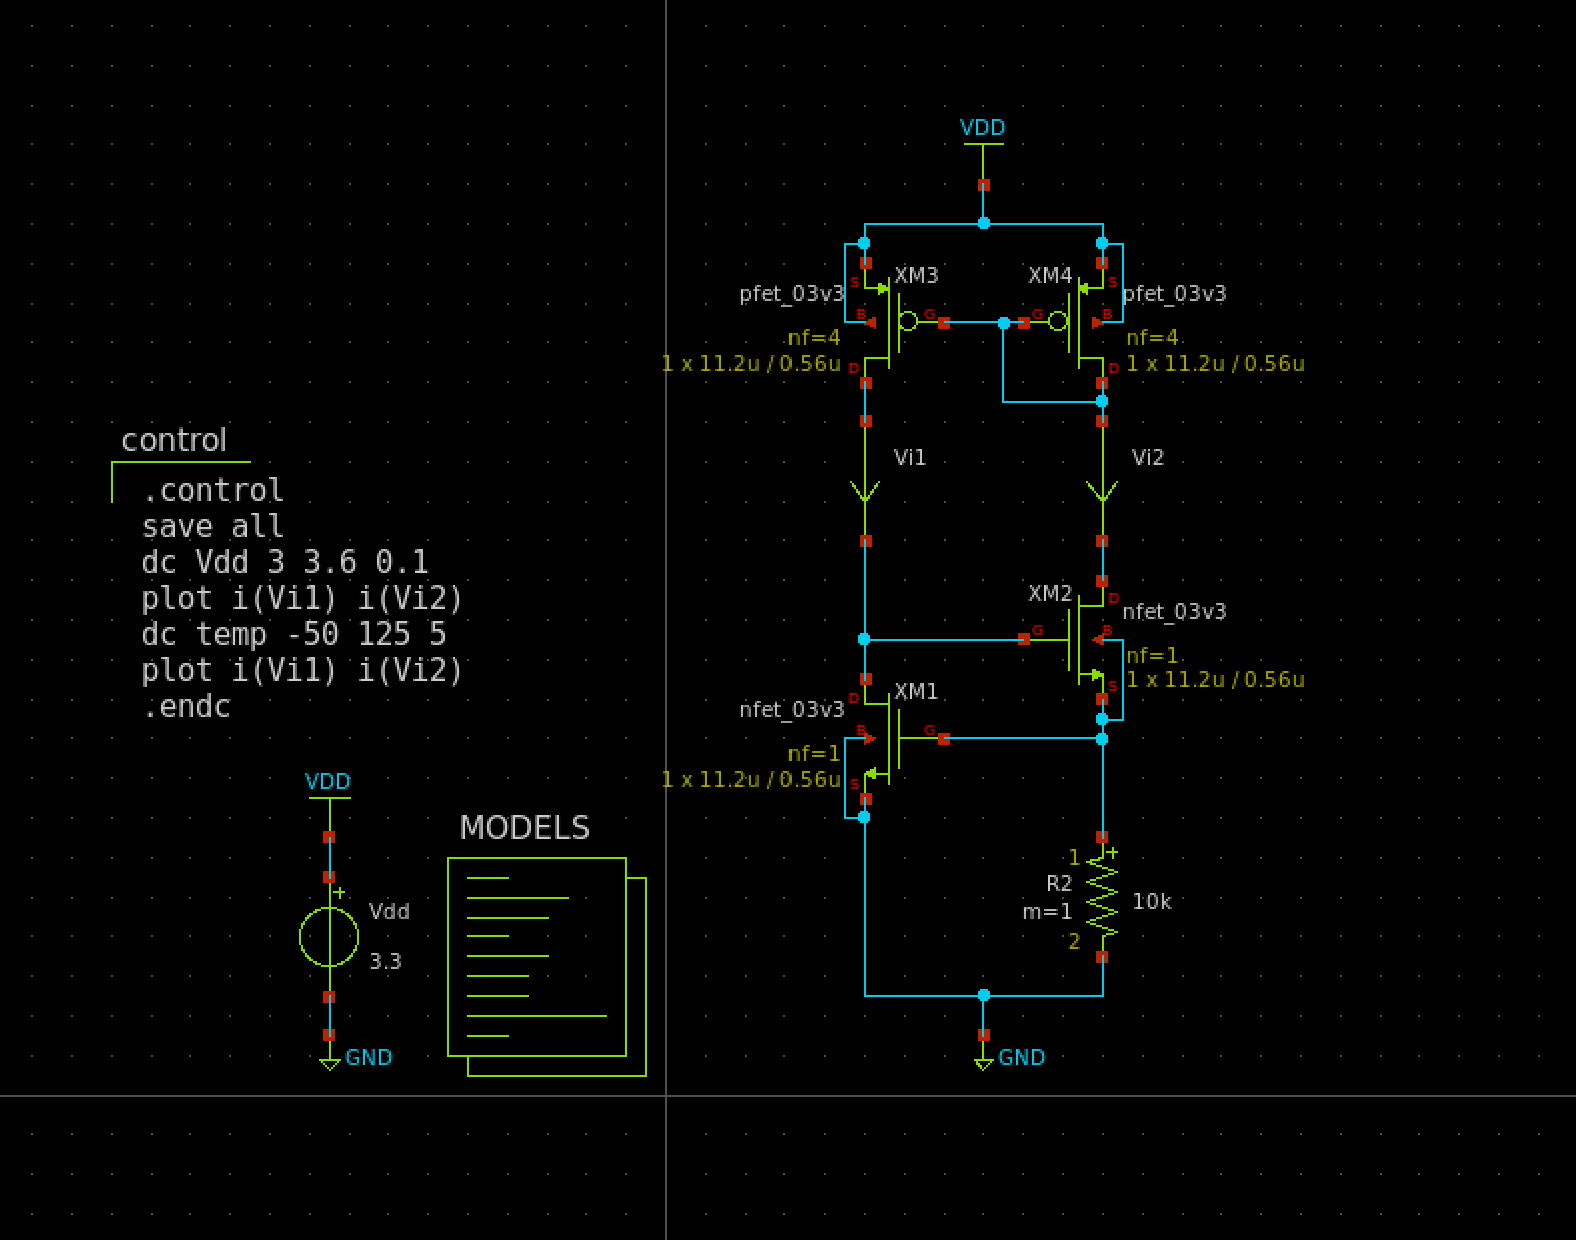 control
.control
save all
dc Vdd 3 3.6 0.1
plot i(Vi1) i(Vi2)
dc temp -50 125 5
plot i(Vi1) i(Vi2)
.endc
VDD
+
Vdd
3.3
GND
MODELS
VDD
XM3
pfet_03v3
S
B
G
D
nf=4
1 x 11.2u / 0.56u
XM4
pfet_03v3
S
G
B
D
nf=4
1 x 11.2u / 0.56u
Vi1
Vi2
XM2
nfet_03v3
D
G
B
S
nf=1
1 x 11.2u / 0.56u
XM1
nfet_03v3
D
B
G
S
nf=1
1 x 11.2u / 0.56u
1
+
R2
m=1
10k
2
GND